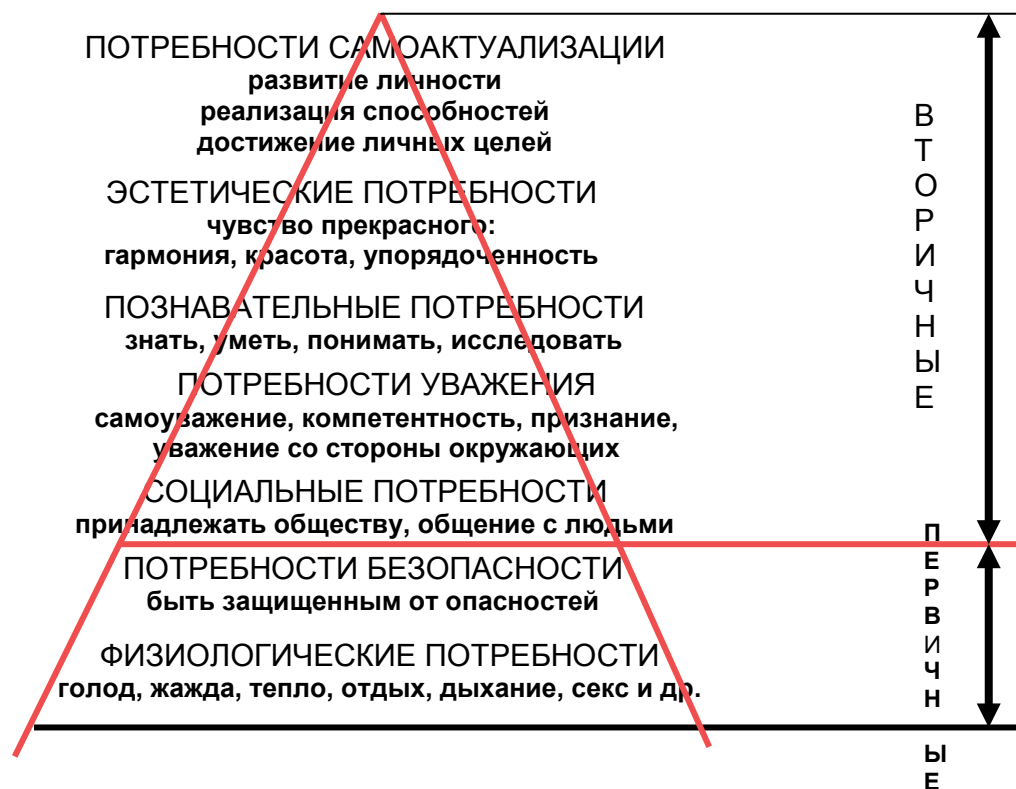 ПОТРЕБНОСТИ САМОАКТУАЛИЗАЦИИ
развитие личности
реализация способностей
достижение личных целей
ЭСТЕТИЧЕСКИЕ ПОТРЕБНОСТИ
чувство прекрасного:
гармония, красота, упорядоченность
ПОЗНАВАТЕЛЬНЫЕ ПОТРЕБНОСТИ
знать, уметь, понимать, исследовать
ПОТРЕБНОСТИ УВАЖЕНИЯ
самоуважение, компетентность, признание,
уважение со стороны окружающих
СОЦИАЛЬНЫЕ ПОТРЕБНОСТИ
принадлежать обществу, общение с людьми
ПОТРЕБНОСТИ БЕЗОПАСНОСТИ
быть защищенным от опасностей
ФИЗИОЛОГИЧЕСКИЕ ПОТРЕБНОСТИ
голод, жажда, тепло, отдых, дыхание, секс и др.
ВТОРИЧНЫЕ
ПЕРВИЧНЫЕ